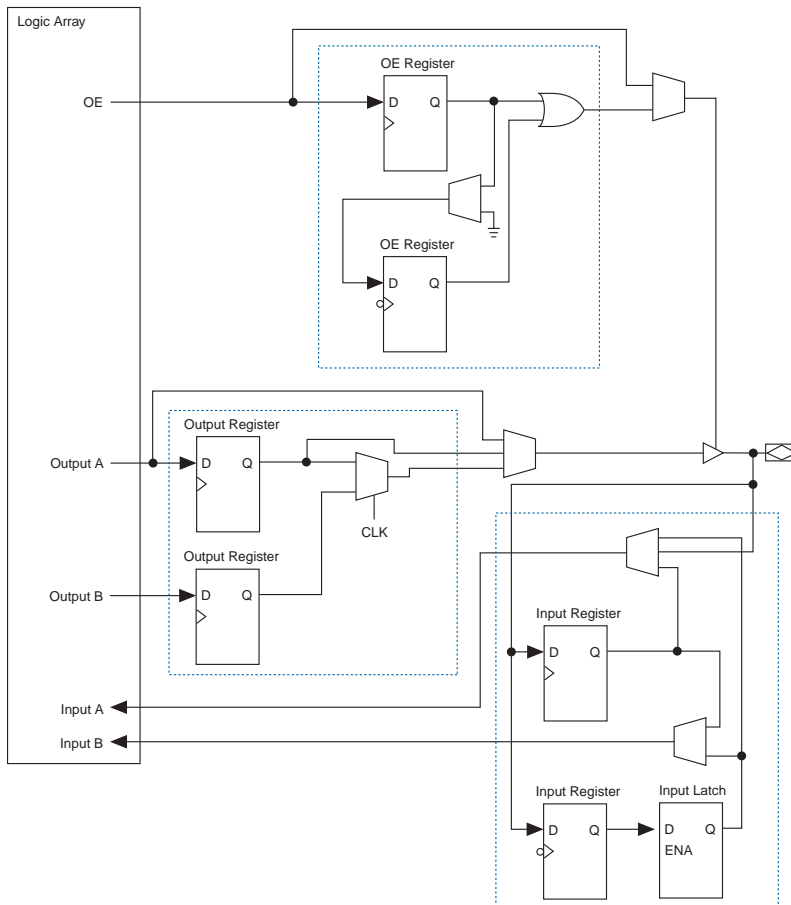 Logic Array
OE Register
OE
D
Q
OE Register
D
Q
Output Register
Output A
D
Q
CLK
Output Register
Output B
D
Q
Input Register
D
Q
Input A
Input B
Input Register
Input Latch
D
Q
D
Q
ENA